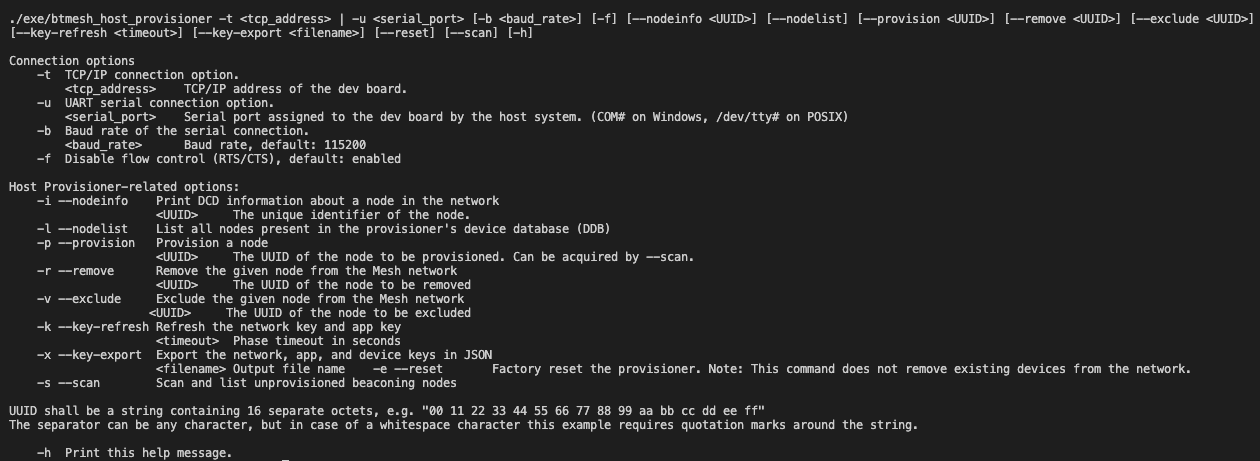 ./exe/btmesh_host_provisioner -t <tcp_address> | -u <serial_port> [-b <baud_rate>] [-f] [--nodeinfo <UUID>] [--nodelist] [--provision <UUID>] [--remove <UUID>] [--exclude <UUID>]
[--key-refresh <timeout>] [--key-export <filename>] [--reset] [--scan] [-h]

Connection options
    -t  TCP/IP connection option.
        <tcp_address>    TCP/IP address of the dev board.
    -u  UART serial connection option.
        <serial_port>    Serial port assigned to the dev board by the host system. (COM# on Windows, /dev/tty# on POSIX)
    -b  Baud rate of the serial connection.
        <baud_rate>      Baud rate, default: 115200
    -f  Disable flow control (RTS/CTS), default: enabled

Host Provisioner-related options:
    -i --nodeinfo    Print DCD information about a node in the network
                     <UUID>     The unique identifier of the node.
    -l --nodelist    List all nodes present in the provisioner's device database (DDB)
    -p --provision   Provision a node
                     <UUID>     The UUID of the node to be provisioned. Can be acquired by --scan.
    -r --remove      Remove the given node from the Mesh network
                     <UUID>     The UUID of the node to be removed
    -v --exclude     Exclude the given node from the Mesh network
                    <UUID>     The UUID of the node to be excluded
    -k --key-refresh Refresh the network key and app key
                     <timeout>  Phase timeout in seconds
    -x --key-export  Export the network, app, and device keys in JSON
                     <filename> Output file name    -e --reset       Factory reset the provisioner. Note: This command does not remove existing devices from the network.
    -s --scan        Scan and list unprovisioned beaconing nodes

UUID shall be a string containing 16 separate octets, e.g. "00 11 22 33 44 55 66 77 88 99 aa bb cc dd ee ff"
The separator can be any character, but in case of a whitespace character this example requires quotation marks around the string.

    -h  Print this help message.